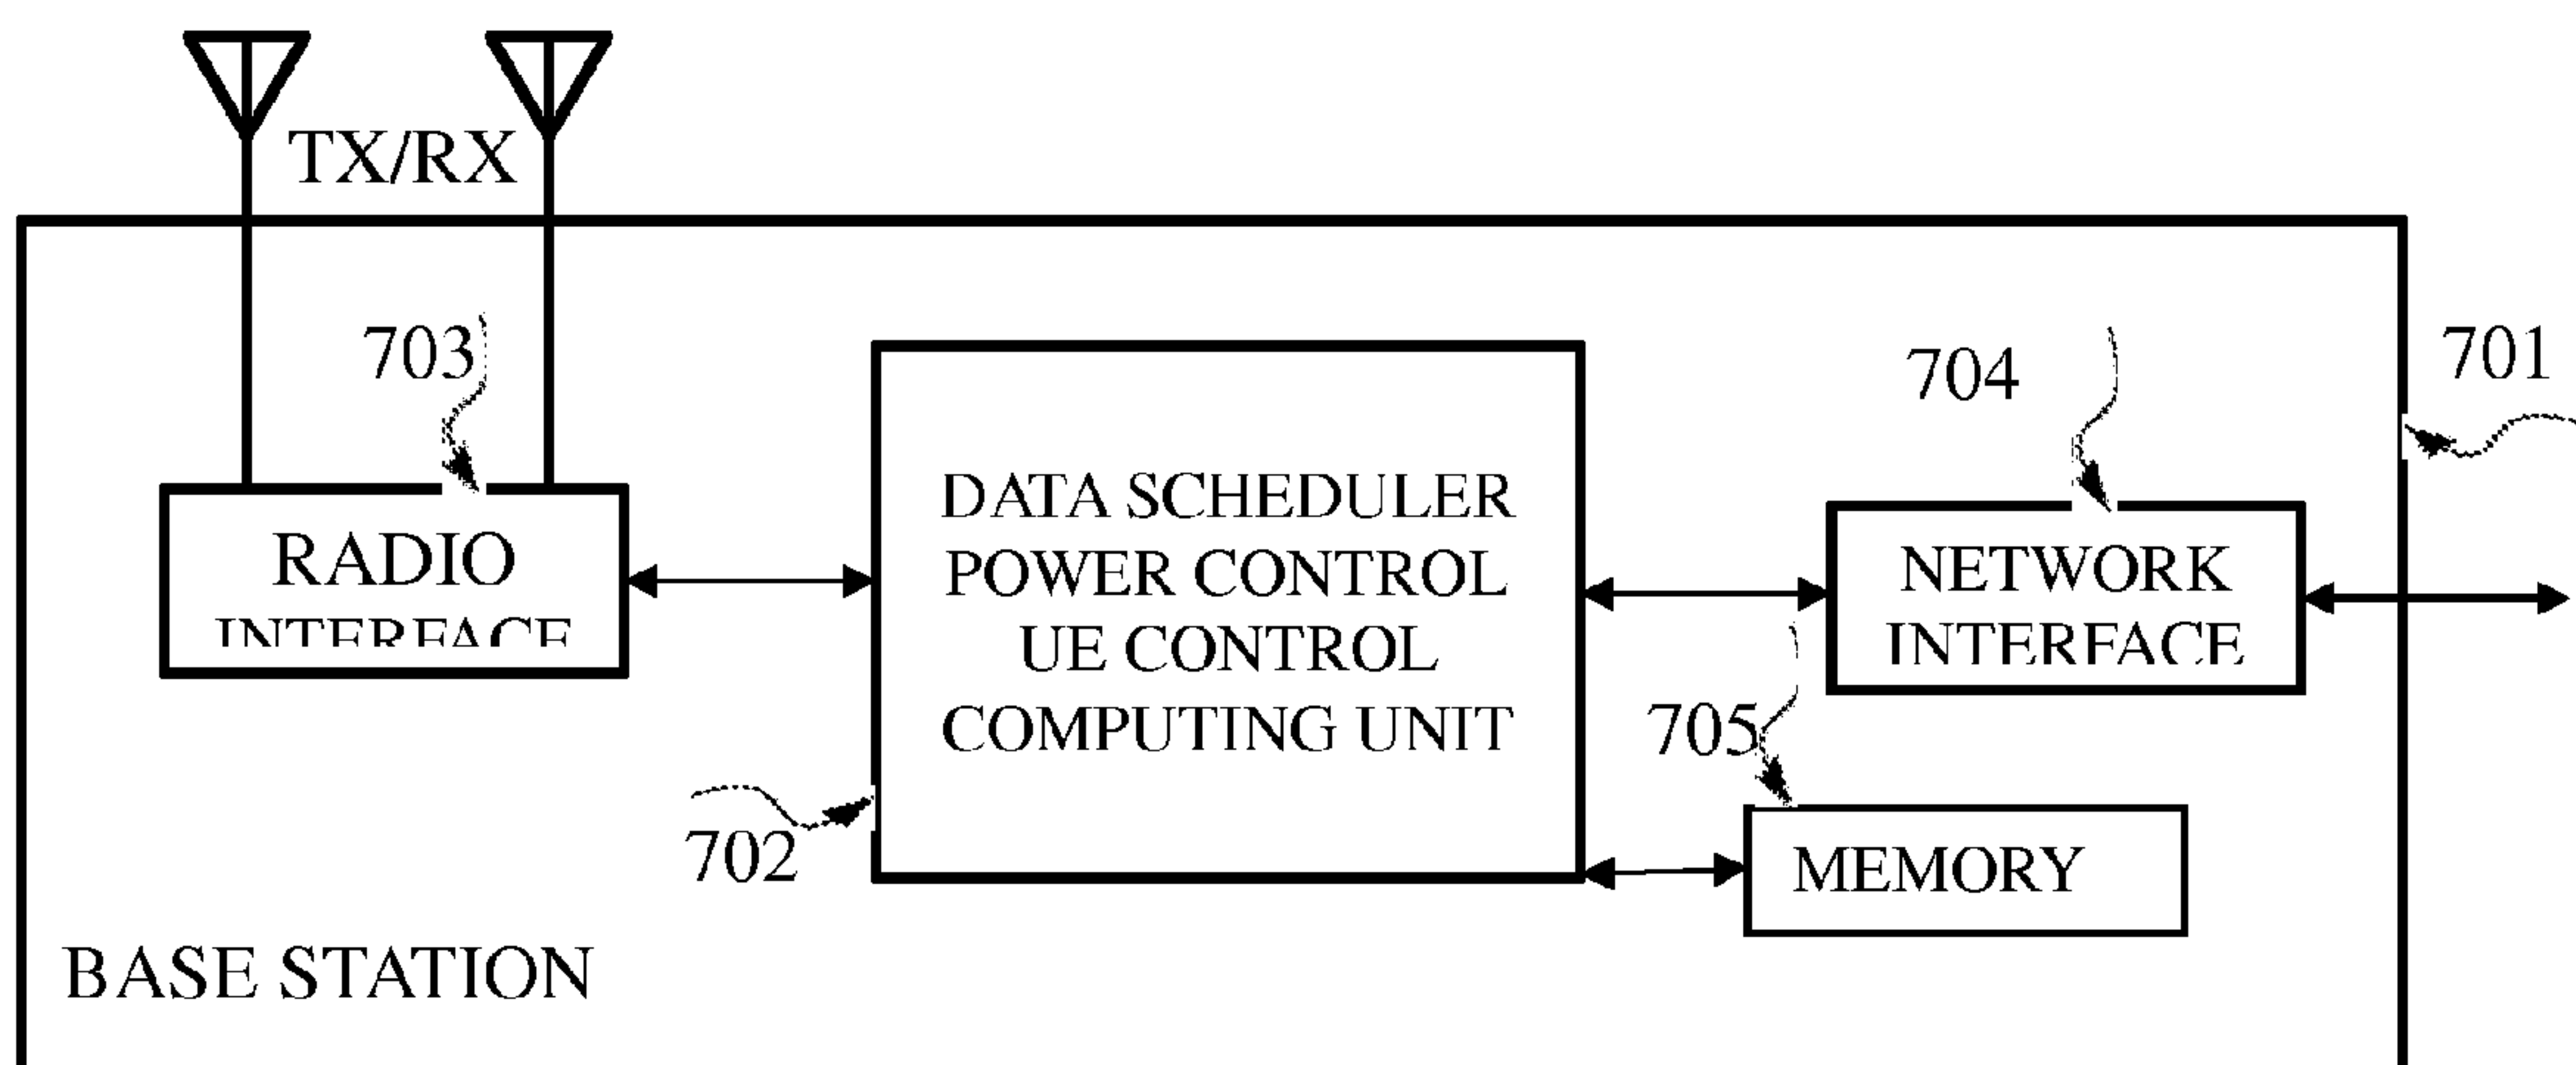 TX/RX
703
704
701
DATA SCHEDULER
POWER CONTROL
UE CONTROL
COMPUTING UNIT
RADIO
INTERFACE
NETWORK
INTERFACE
705
702
MEMORY
BASE STATION